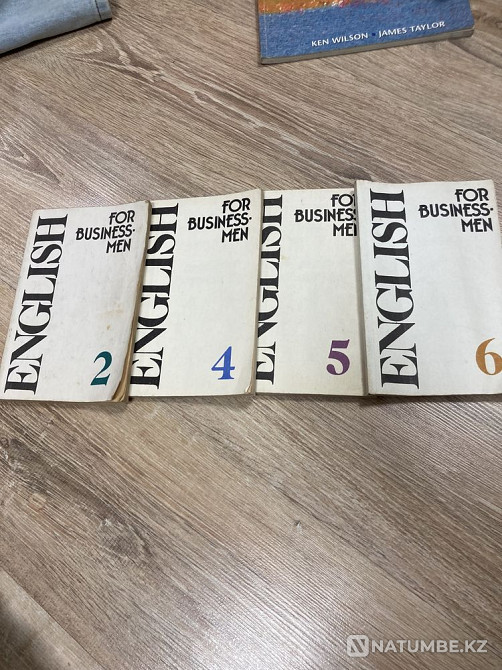 KEN WILSON • JAMES TAYLOR
ENGLISH
FOR
BUSINESS-
MEN
2
ENGLISH
FOR
BUSINESS-
MEN
4
ENGLISH
FOR
BUSINESS
MEN
5
ENGLISH
FOR
BUSINESS-
MEN
6
NATUMBE.KZ